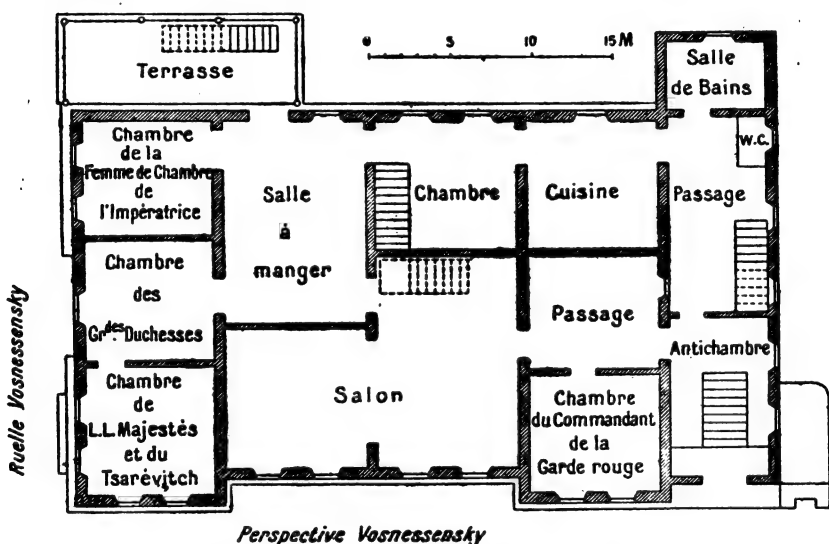 0 5 10 15 M
Terrasse
Salle
de Bains
W.C.
Chambre
de la
Femme de Chambre
de
l'Impératrice
Salle
à
manger
Chambre
Cuisine
Passage
Chambre
des
Gr.des Duchesses
Passage
Antichambre
Chambre
de
L.L. Majestés
et du
Tsarévitch
Salon
Chambre
du Commandant
de la
Garde rouge
Ruelle Vosnessensky
Perspective Vosnessensky